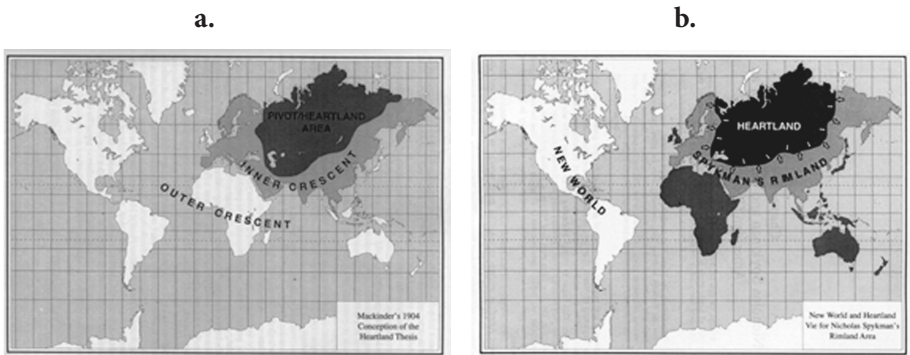 a.
PIVOT/HEARTLAND
AREA
INNER CRESCENT
OUTER CRESCENT
Mackinder's 1904
Conception of the
Heartland Thesis
b.
HEARTLAND
SPYKMAN'S RIMLAND
NEW WORLD
New World and Heartland
Vie for Nicholas Spykman's
Rimland Area